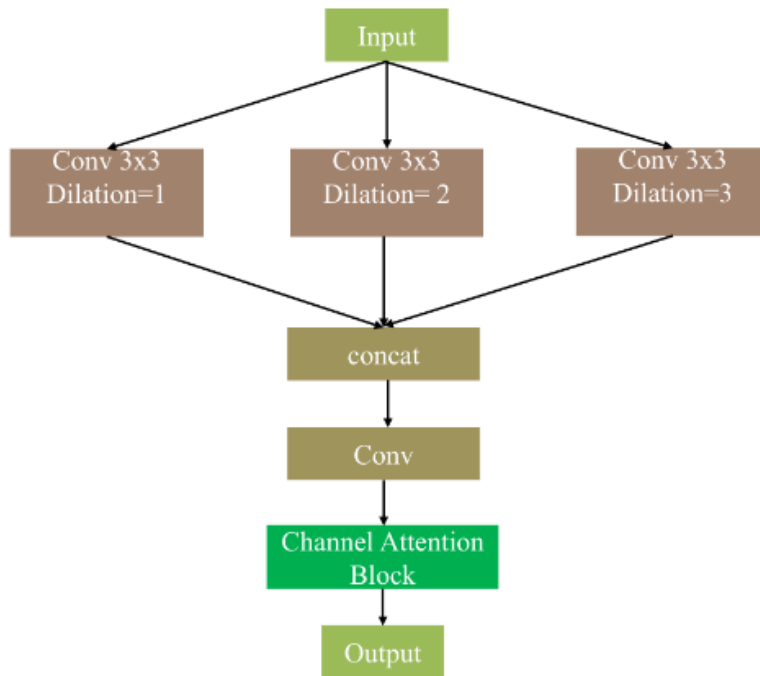 Input
Conv 3x3
Dilation=1
Conv 3x3
Dilation= 2
Conv 3x3
Dilation=3
concat
Conv
Channel Attention
Block
Output